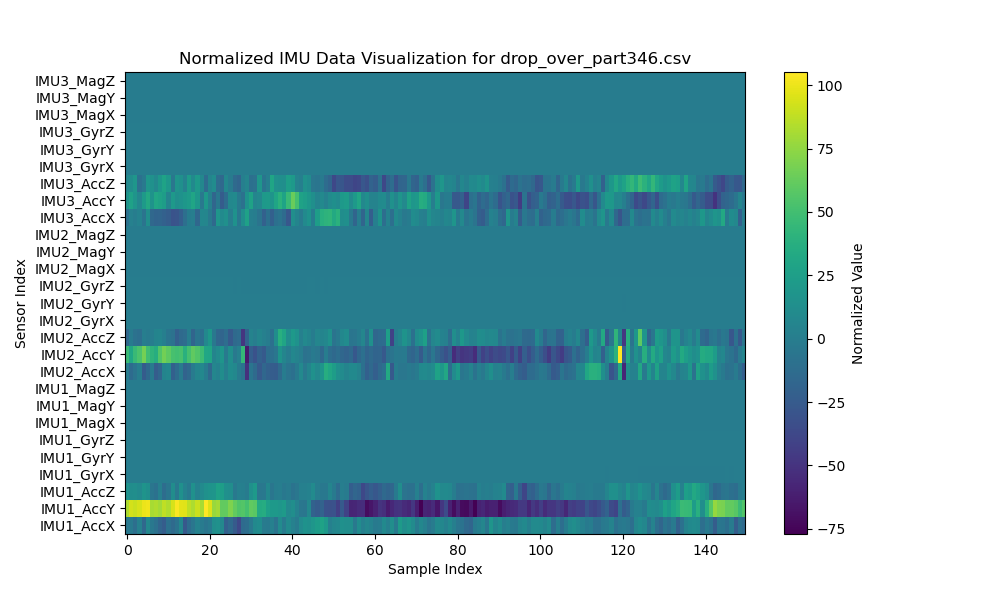 Normalized IMU Data Visualization for drop_over_part346.csv
IMU3_MagZ
IMU3_MagY
IMU3_MagX
IMU3_GyrZ
IMU3_GyrY
IMU3_GyrX
IMU3_AccZ
IMU3_AccY
IMU3_AccX
IMU2_MagZ
IMU2_MagY
IMU2_MagX
IMU2_GyrZ
IMU2_GyrY
IMU2_GyrX
IMU2_AccZ
IMU2_AccY
IMU2_AccX
IMU1_MagZ
IMU1_MagY
IMU1_MagX
IMU1_GyrZ
IMU1_GyrY
IMU1_GyrX
IMU1_AccZ
IMU1_AccY
IMU1_AccX
Sensor Index
0 20 40 60 80 100 120 140
Sample Index
100
75
50
25
0
−25
−50
−75
Normalized Value